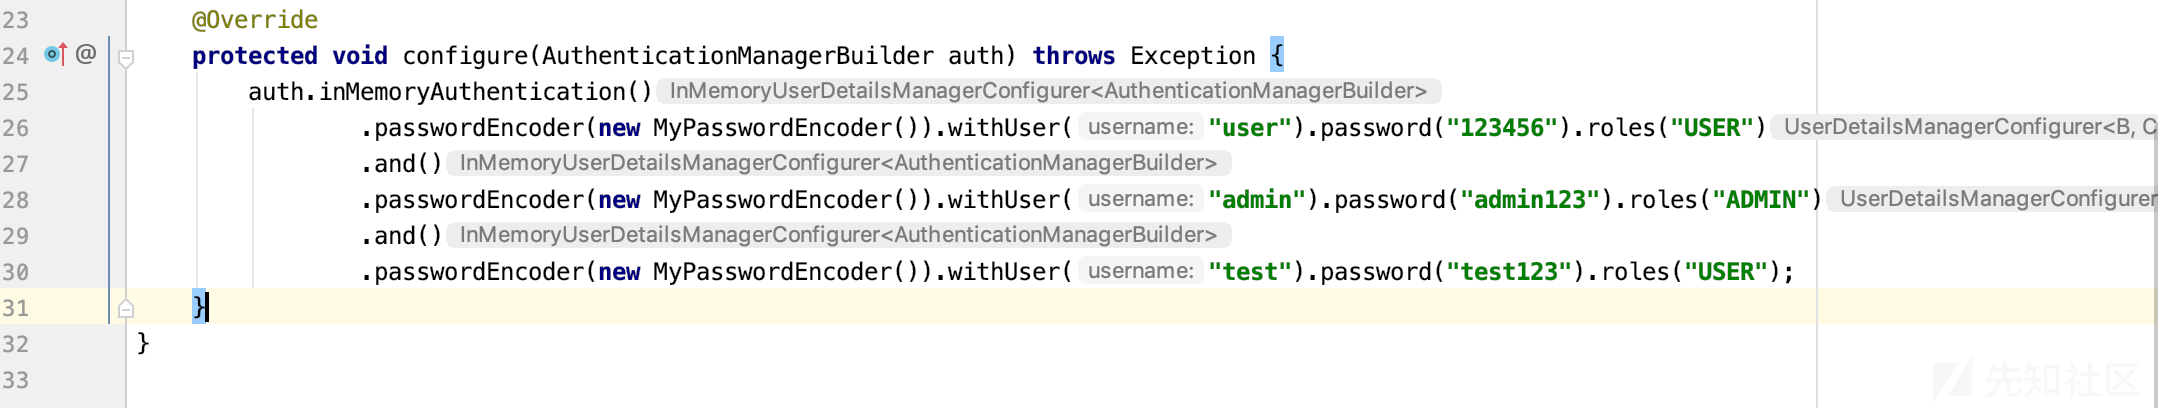 23 @Override
24 @ protected void configure(AuthenticationManagerBuilder auth) throws Exception {
25 auth.inMemoryAuthentication() InMemoryUserDetailsManagerConfigurer<AuthenticationManagerBuilder>
26 .passwordEncoder(new MyPasswordEncoder()).withUser( username: "user").password("123456").roles("USER") UserDetailsManagerConfigurer<B, C
27 .and() InMemoryUserDetailsManagerConfigurer<AuthenticationManagerBuilder>
28 .passwordEncoder(new MyPasswordEncoder()).withUser( username: "admin").password("admin123").roles("ADMIN") UserDetailsManagerConfigurer
29 .and() InMemoryUserDetailsManagerConfigurer<AuthenticationManagerBuilder>
30 .passwordEncoder(new MyPasswordEncoder()).withUser( username: "test").password("test123").roles("USER");
31 }
32 }
33
先知社区